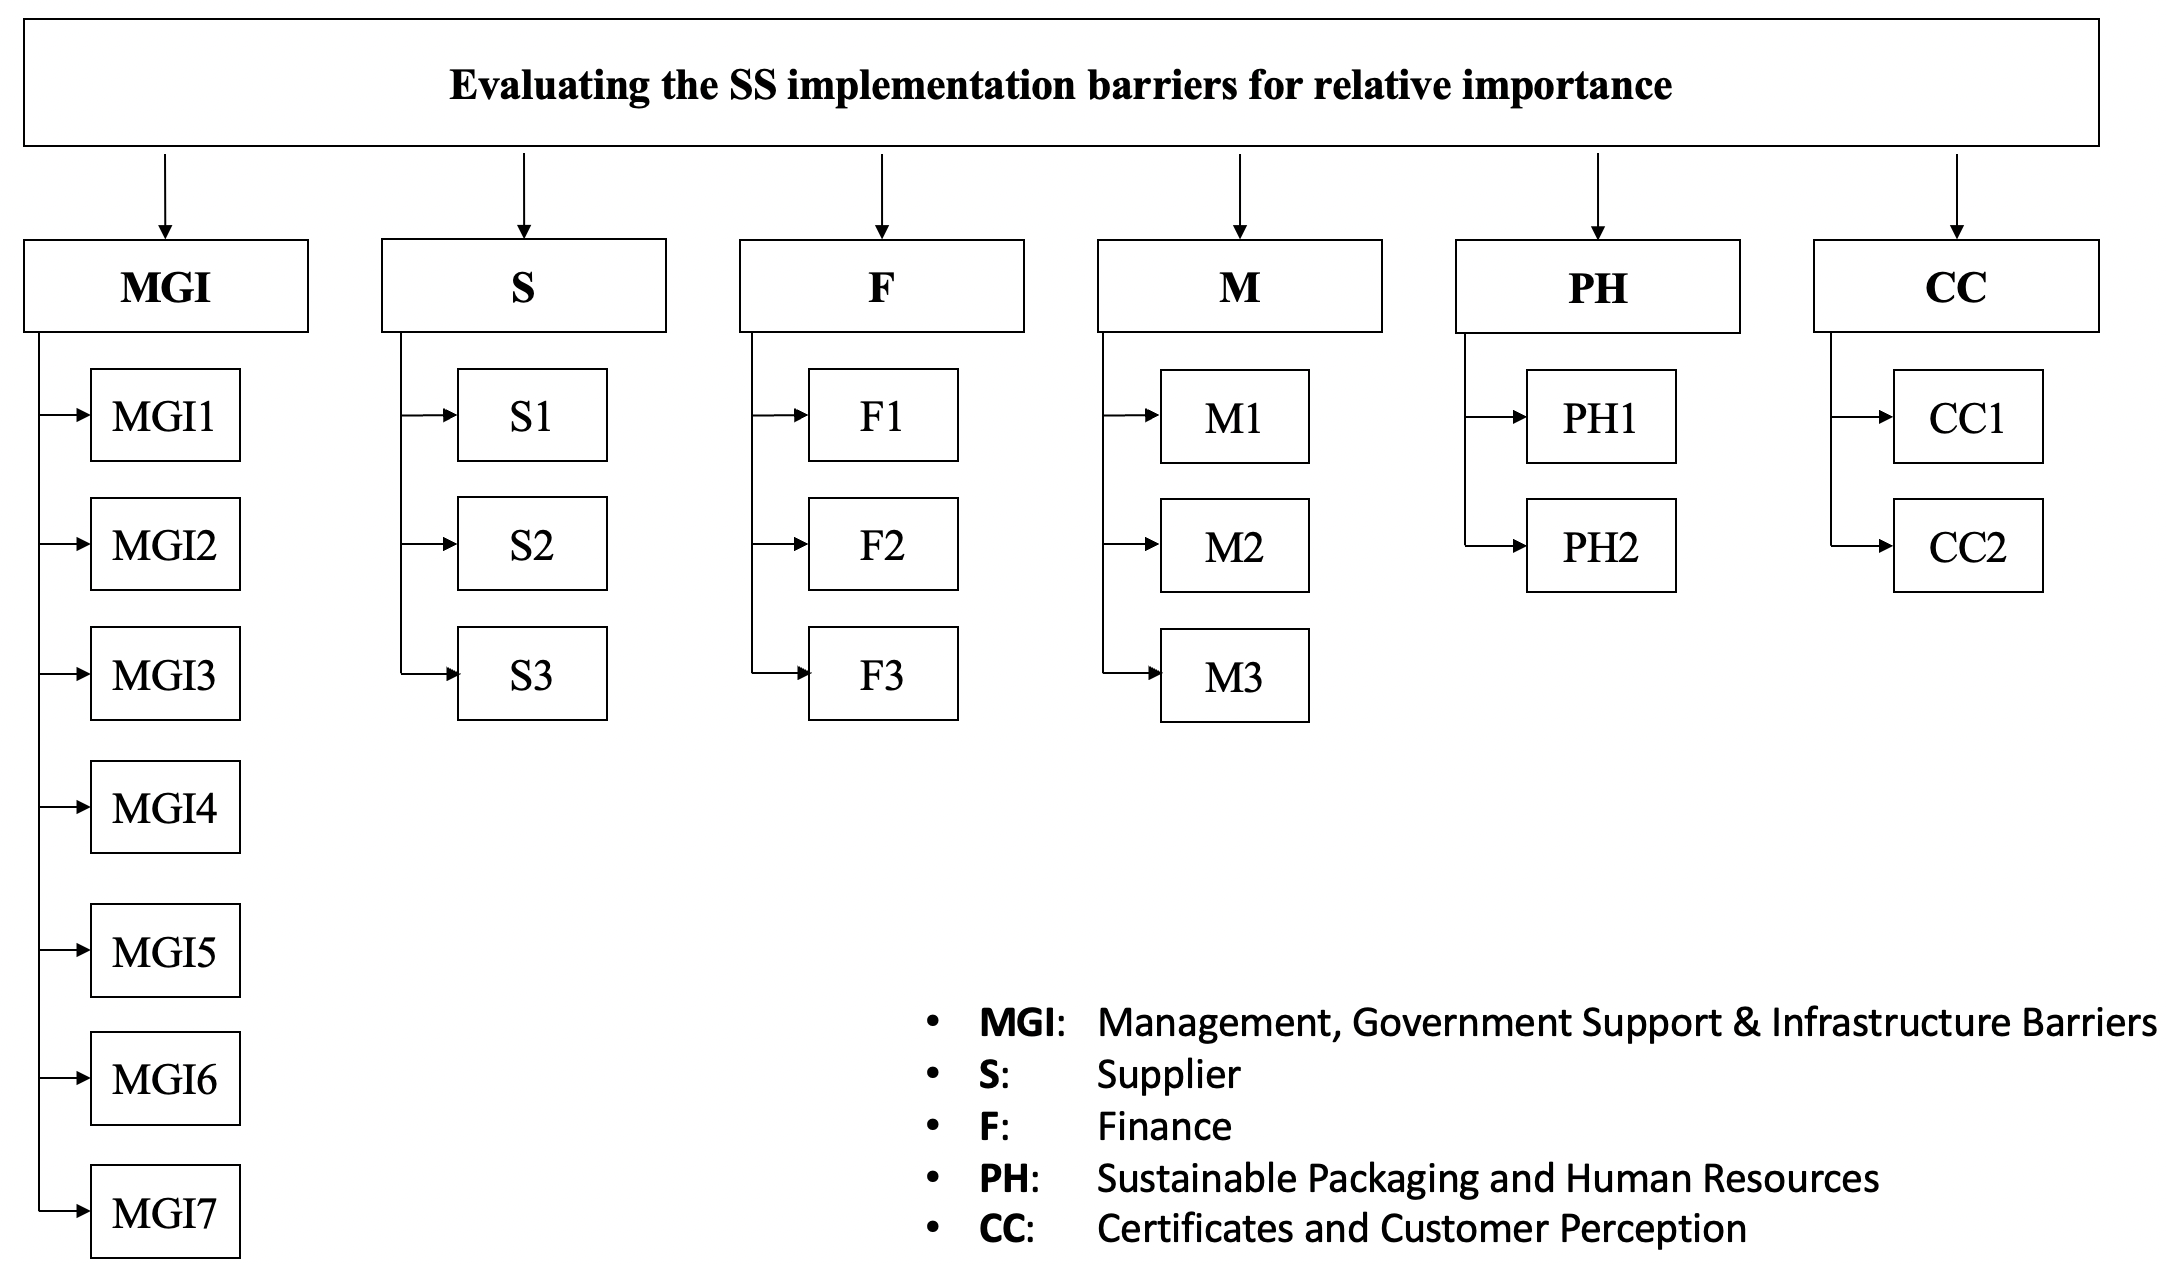 Evaluating the SS implementation barriers for relative importance
MGI
S
F
M
PH
CC
MGI1
S1
F1
M1
PH1
CC1
MGI2
S2
F2
M2
PH2
CC2
MGI3
S3
F3
M3
MGI4
MGI5
MGI6
MGI7
• MGI: Management, Government Support & Infrastructure Barriers
• S: Supplier
• F: Finance
• PH: Sustainable Packaging and Human Resources
• CC: Certificates and Customer Perception